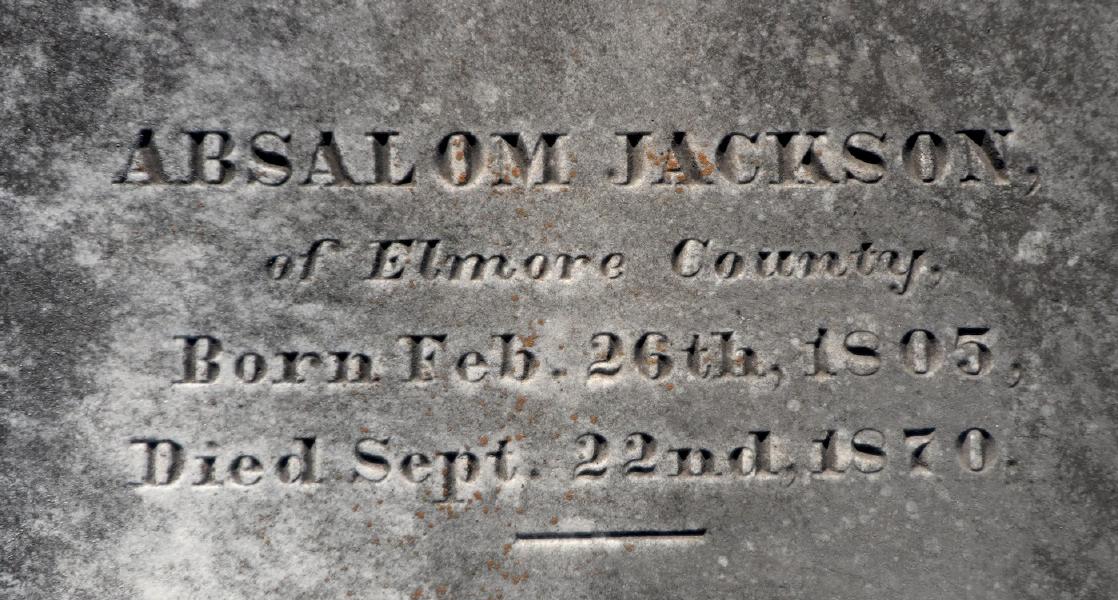 ABSALOM JACKSON,
of Elmore County,
Born Feb. 26th, 1805,
Died Sept. 22nd, 1870.